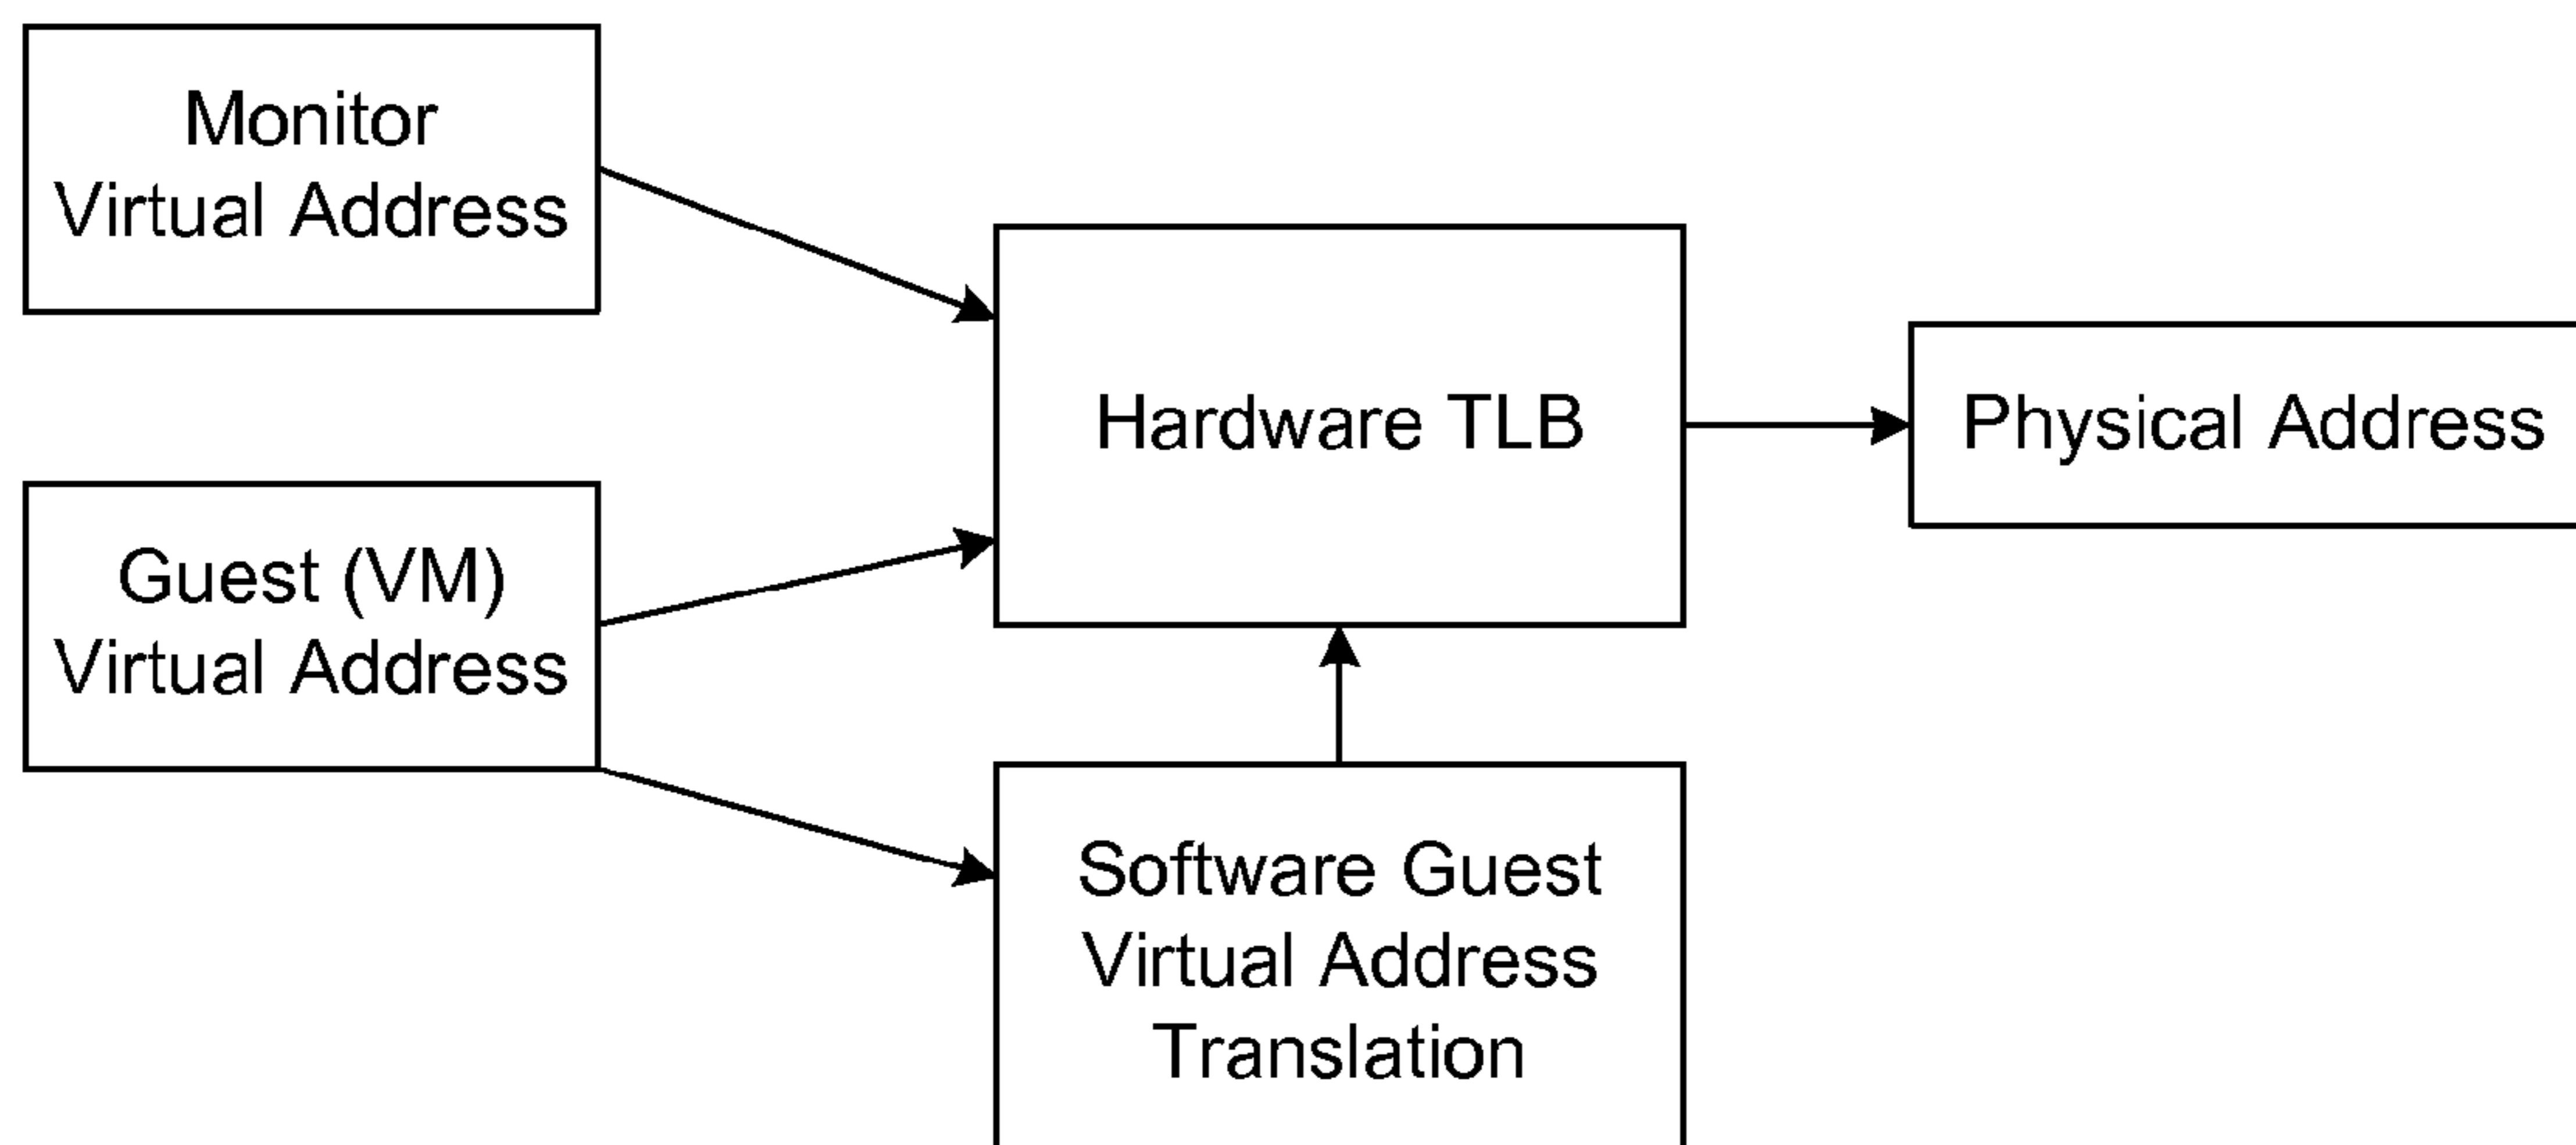 Monitor
Virtual Address
Hardware TLB
Physical Address
Guest (VM)
Virtual Address
Software Guest
Virtual Address
Translation